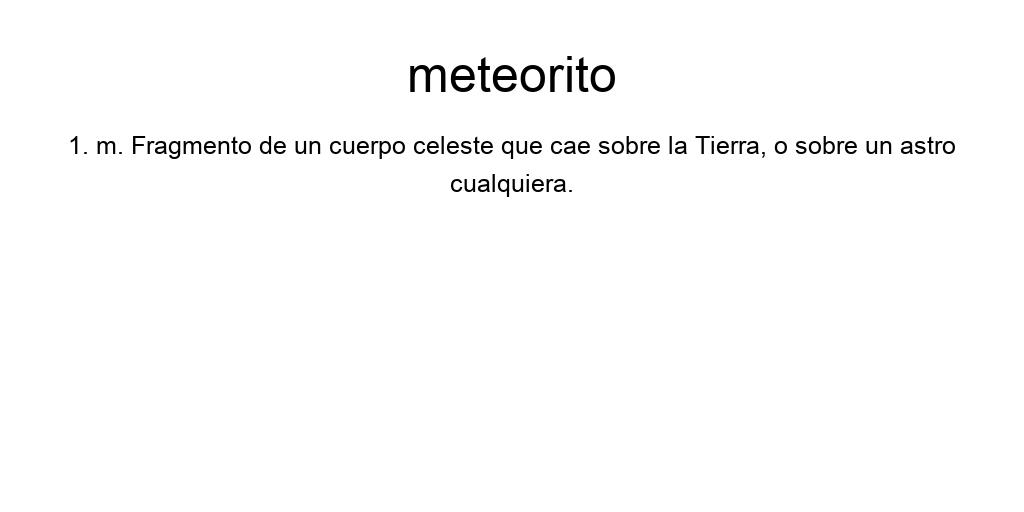 meteorito
1. m. Fragmento de un cuerpo celeste que cae sobre la Tierra, o sobre un astro
cualquiera.